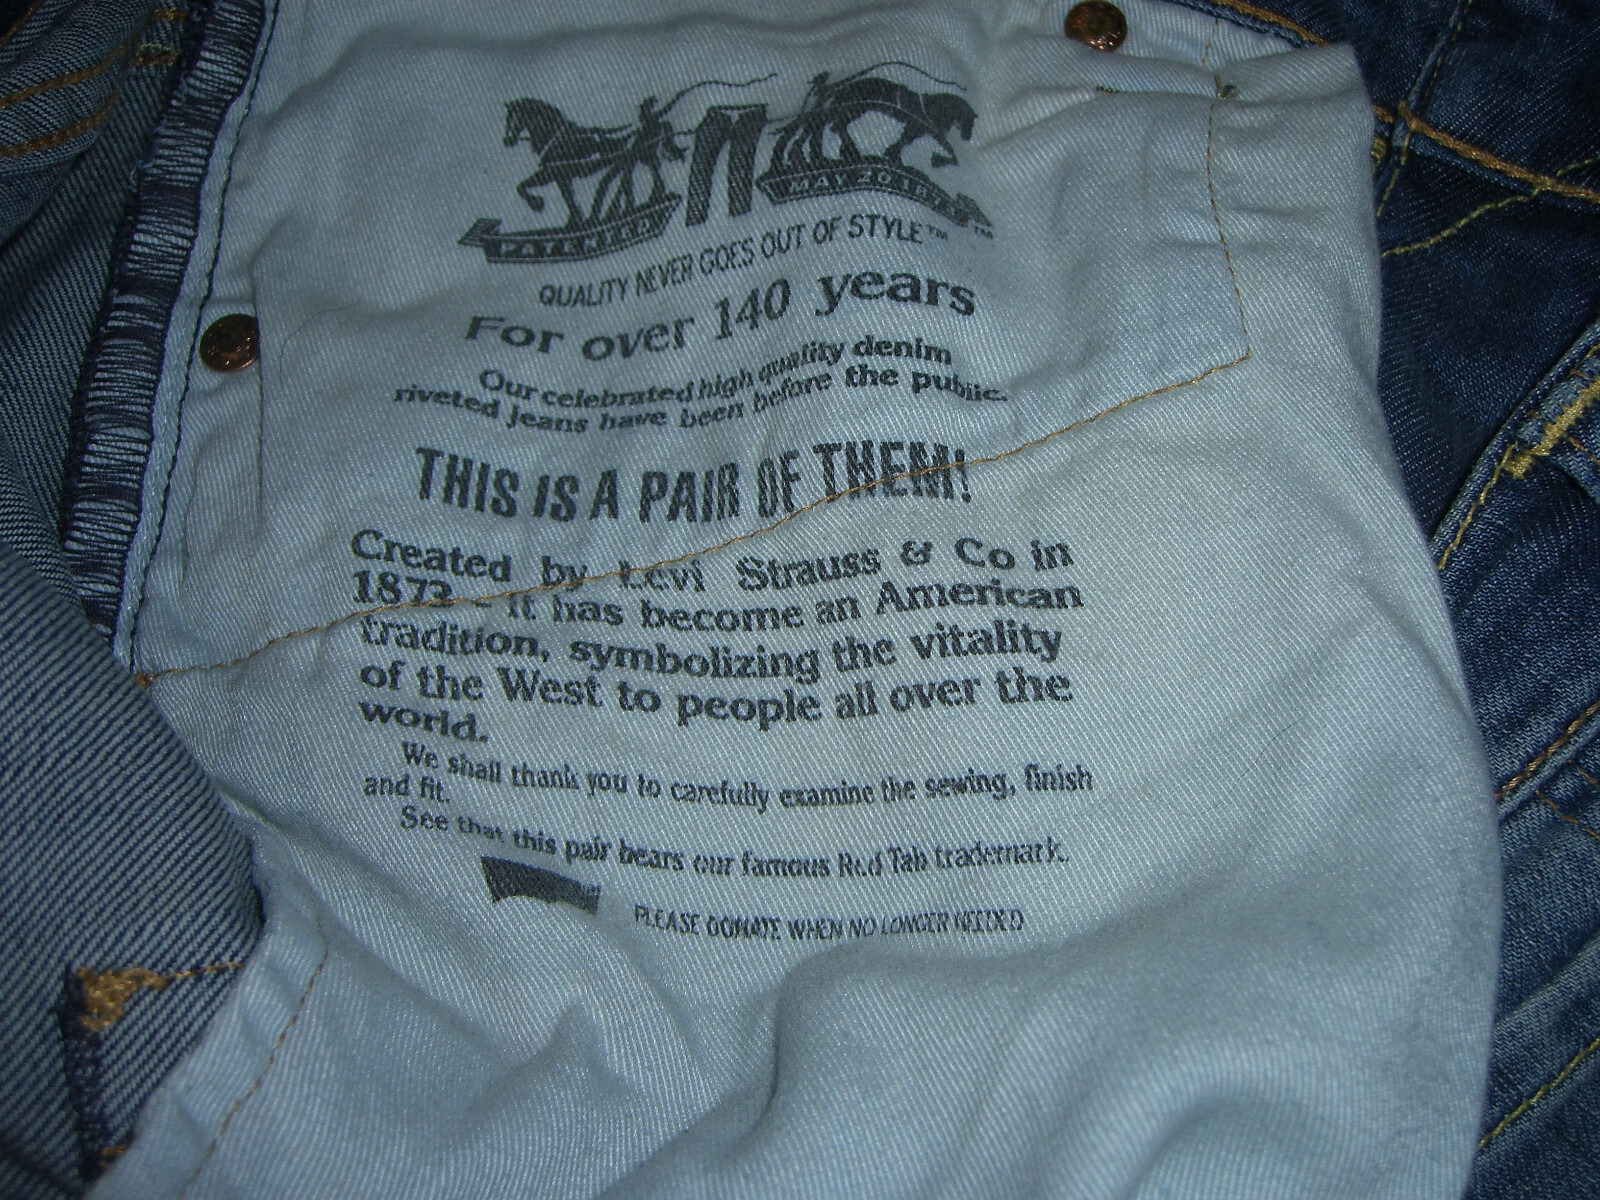 PATENTED MAY 20 1873 ™
QUALITY NEVER GOES OUT OF STYLE™
For over 140 years
Our celebrated high quality denim
riveted jeans have been before the public.
THIS IS A PAIR OF THEM!
Created by Levi Strauss & Co in
1873 - it has become an American
tradition, symbolizing the vitality
of the West to people all over the
world.
We shall thank you to carefully examine the sewing, finish
and fit.
See that this pair bears our famous Red Tab trademark.
PLEASE DONATE WHEN NO LONGER NEEDED